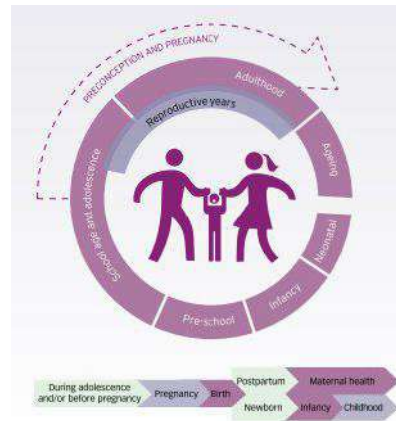 PRECONCEPTION AND PREGNANCY
Adulthood
Reproductive years
Ageing
School age and adolescence
Neonatal
Infancy
Pre-school
During adolescence
and/or before pregnancy
Pregnancy
Birth
Postpartum
Maternal health
Newborn
Infancy
Childhood